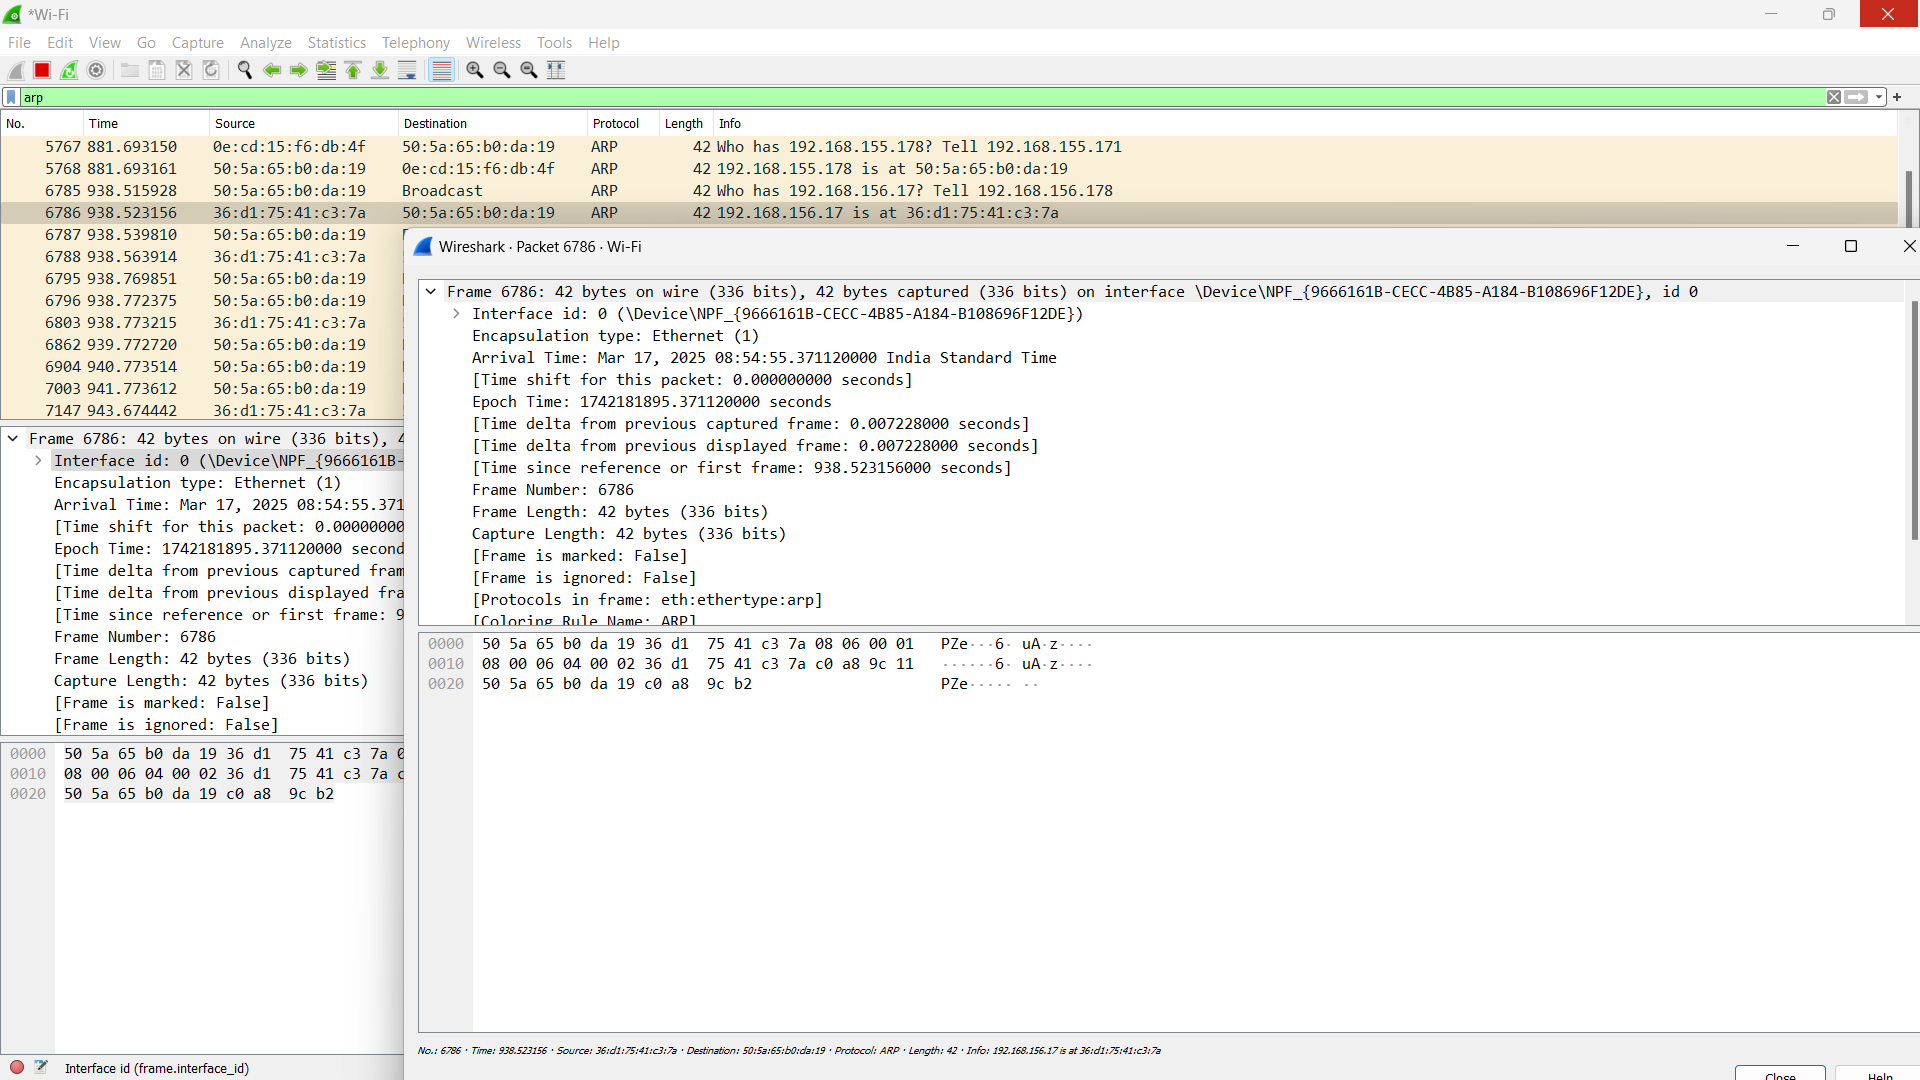 *Wi-Fi
File Edit View Go Capture Analyze Statistics Telephony Wireless Tools Help
arp
No. Time Source Destination Protocol Length Info
5767 881.693150 0e:cd:15:f6:db:4f 50:5a:65:b0:da:19 ARP 42 Who has 192.168.155.178? Tell 192.168.155.171
5768 881.693161 50:5a:65:b0:da:19 0e:cd:15:f6:db:4f ARP 42 192.168.155.178 is at 50:5a:65:b0:da:19
6785 938.515928 50:5a:65:b0:da:19 Broadcast ARP 42 Who has 192.168.156.17? Tell 192.168.156.178
6786 938.523156 36:d1:75:41:c3:7a 50:5a:65:b0:da:19 ARP 42 192.168.156.17 is at 36:d1:75:41:c3:7a
6787 938.539810 50:5a:65:b0:da:19
6788 938.563914 36:d1:75:41:c3:7a
6795 938.769851 50:5a:65:b0:da:19
6796 938.772375 50:5a:65:b0:da:19
6803 938.773215 36:d1:75:41:c3:7a
6862 939.772720 50:5a:65:b0:da:19
6904 940.773514 50:5a:65:b0:da:19
7003 941.773612 50:5a:65:b0:da:19
7147 943.674442 36:d1:75:41:c3:7a
Frame 6786: 42 bytes on wire (336 bits), 4
Interface id: 0 (\Device\NPF_{9666161B-
Encapsulation type: Ethernet (1)
Arrival Time: Mar 17, 2025 08:54:55.371
[Time shift for this packet: 0.00000000
Epoch Time: 1742181895.371120000 second
[Time delta from previous captured fram
[Time delta from previous displayed fra
[Time since reference or first frame: 9
Frame Number: 6786
Frame Length: 42 bytes (336 bits)
Capture Length: 42 bytes (336 bits)
[Frame is marked: False]
[Frame is ignored: False]
0000 50 5a 65 b0 da 19 36 d1 75 41 c3 7a 0
0010 08 00 06 04 00 02 36 d1 75 41 c3 7a c
0020 50 5a 65 b0 da 19 c0 a8 9c b2
Interface id (frame.interface_id)
Wireshark · Packet 6786 · Wi-Fi
Frame 6786: 42 bytes on wire (336 bits), 42 bytes captured (336 bits) on interface \Device\NPF_{9666161B-CECC-4B85-A184-B108696F12DE}, id 0
Interface id: 0 (\Device\NPF_{9666161B-CECC-4B85-A184-B108696F12DE})
Encapsulation type: Ethernet (1)
Arrival Time: Mar 17, 2025 08:54:55.371120000 India Standard Time
[Time shift for this packet: 0.000000000 seconds]
Epoch Time: 1742181895.371120000 seconds
[Time delta from previous captured frame: 0.007228000 seconds]
[Time delta from previous displayed frame: 0.007228000 seconds]
[Time since reference or first frame: 938.523156000 seconds]
Frame Number: 6786
Frame Length: 42 bytes (336 bits)
Capture Length: 42 bytes (336 bits)
[Frame is marked: False]
[Frame is ignored: False]
[Protocols in frame: eth:ethertype:arp]
[Coloring Rule Name: ARP]
0000 50 5a 65 b0 da 19 36 d1 75 41 c3 7a 08 06 00 01 PZe···6· uA·z····
0010 08 00 06 04 00 02 36 d1 75 41 c3 7a c0 a8 9c 11 ······6· uA·z····
0020 50 5a 65 b0 da 19 c0 a8 9c b2 PZe····· ··
No.: 6786 · Time: 938.523156 · Source: 36:d1:75:41:c3:7a · Destination: 50:5a:65:b0:da:19 · Protocol: ARP · Length: 42 · Info: 192.168.156.17 is at 36:d1:75:41:c3:7a
Close Help